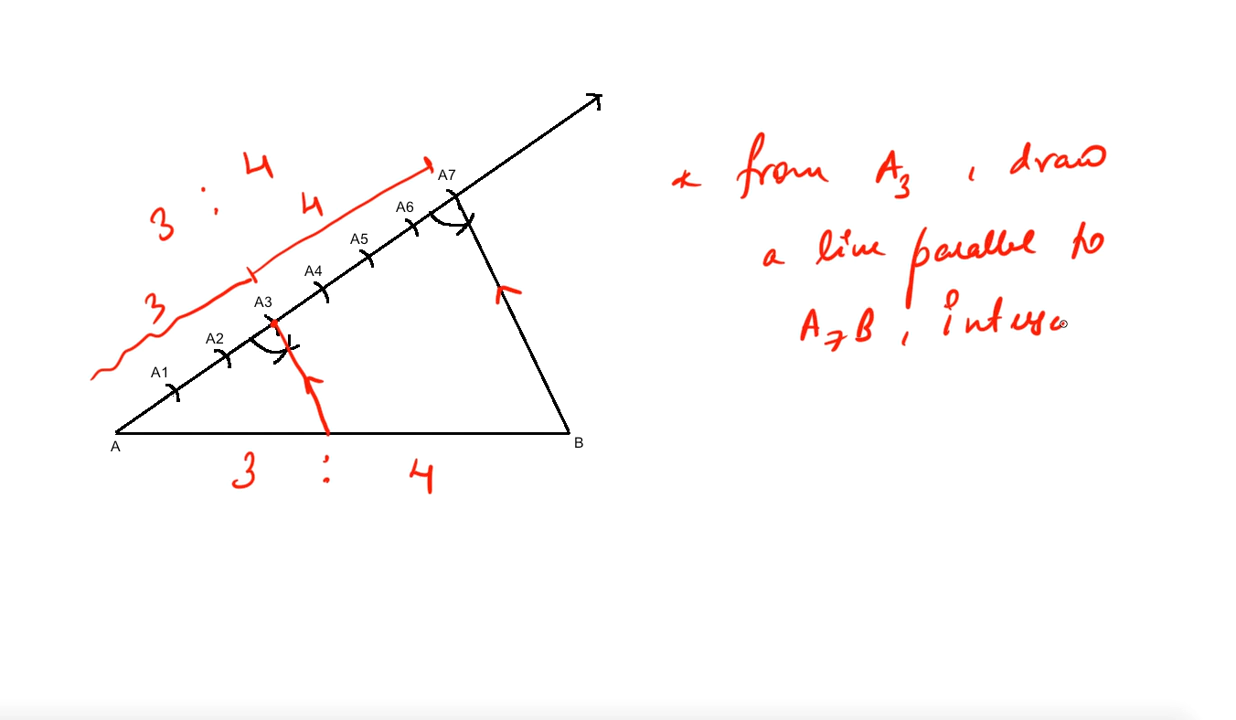 3 : 4
4
3
A7
A6
A5
A4
A3
A2
A1
A
B
3 : 4
* from A3 , draw
a line parallel to
A7B , interse